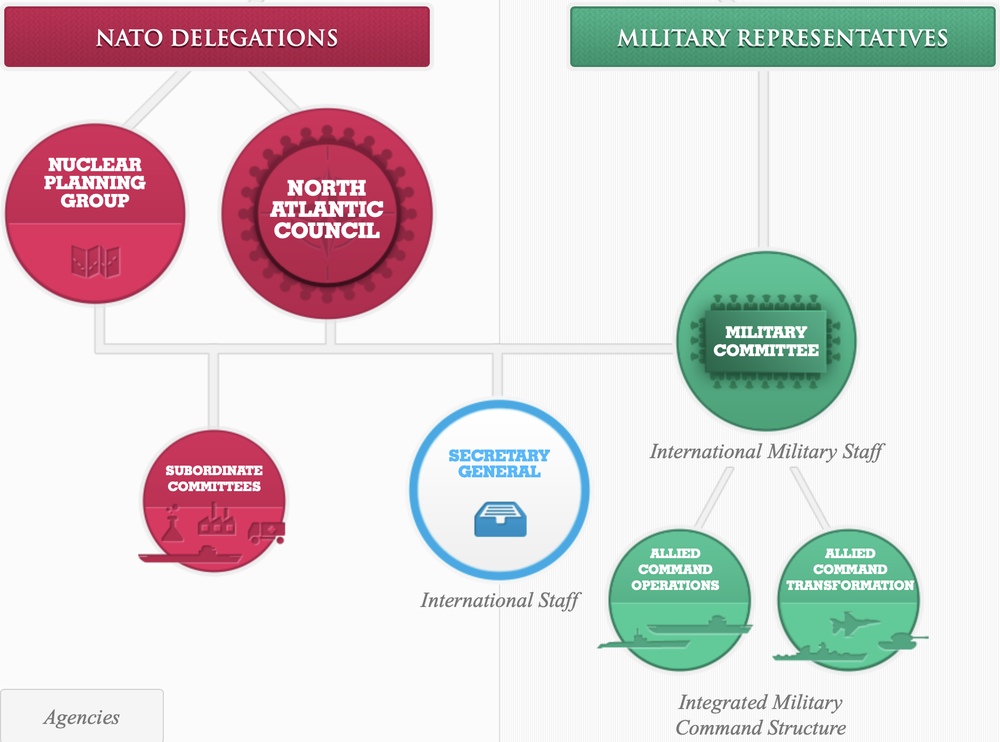 NATO DELEGATIONS
MILITARY REPRESENTATIVES
NUCLEAR
PLANNING
GROUP
NORTH
ATLANTIC
COUNCIL
MILITARY
COMMITTEE
International Military Staff
SUBORDINATE
COMMITTEES
SECRETARY
GENERAL
International Staff
ALLIED
COMMAND
OPERATIONS
ALLIED
COMMAND
TRANSFORMATION
Integrated Military
Command Structure
Agencies